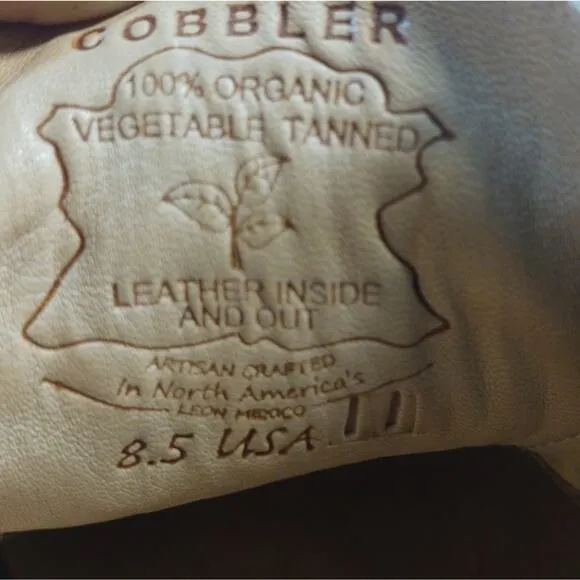 COBBLER
100% ORGANIC
VEGETABLE TANNED
LEATHER INSIDE
AND OUT
ARTISAN CRAFTED
In North America's
LEON MEXICO
8.5 USA